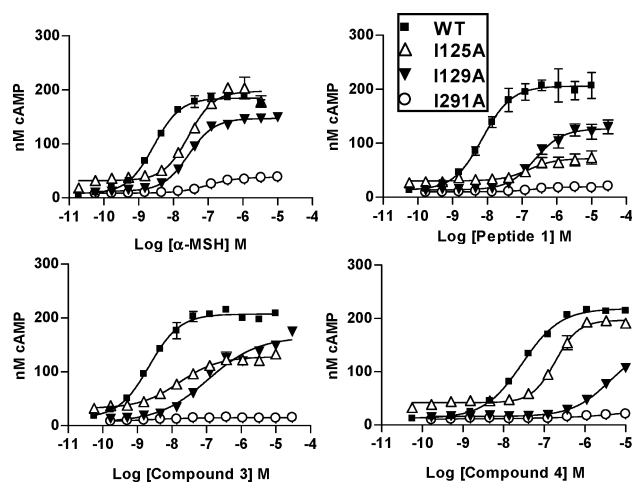 WT
I125A
I129A
I291A
300
200
100
0
nM cAMP
-11 -10 -9 -8 -7 -6 -5 -4
Log [α-MSH] M
300
200
100
0
nM cAMP
-11 -10 -9 -8 -7 -6 -5 -4
Log [Peptide 1] M
300
200
100
0
nM cAMP
-11 -10 -9 -8 -7 -6 -5 -4
Log [Compound 3] M
300
200
100
0
nM cAMP
-11 -10 -9 -8 -7 -6 -5
Log [Compound 4] M